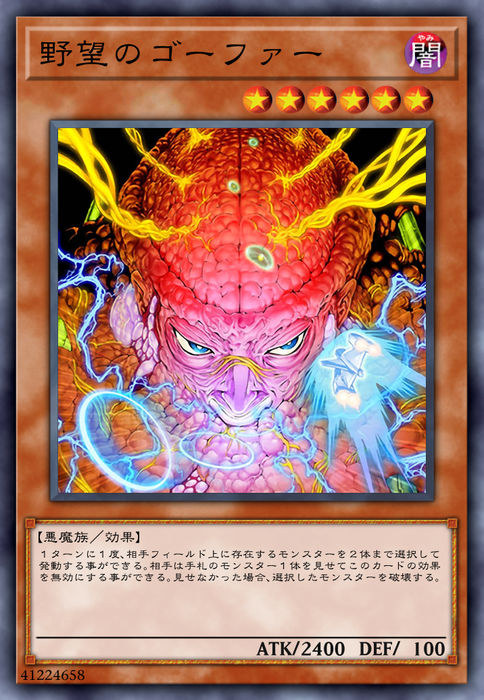 野望のゴーファー
やみ
闇
【悪魔族／効果】
１ターンに１度、相手フィールド上に存在するモンスターを２体まで選択して
発動する事ができる。相手は手札のモンスター１体を見せてこのカードの効果
を無効にする事ができる。見せなかった場合、選択したモンスターを破壊する。
ATK/2400 DEF/ 100
41224658